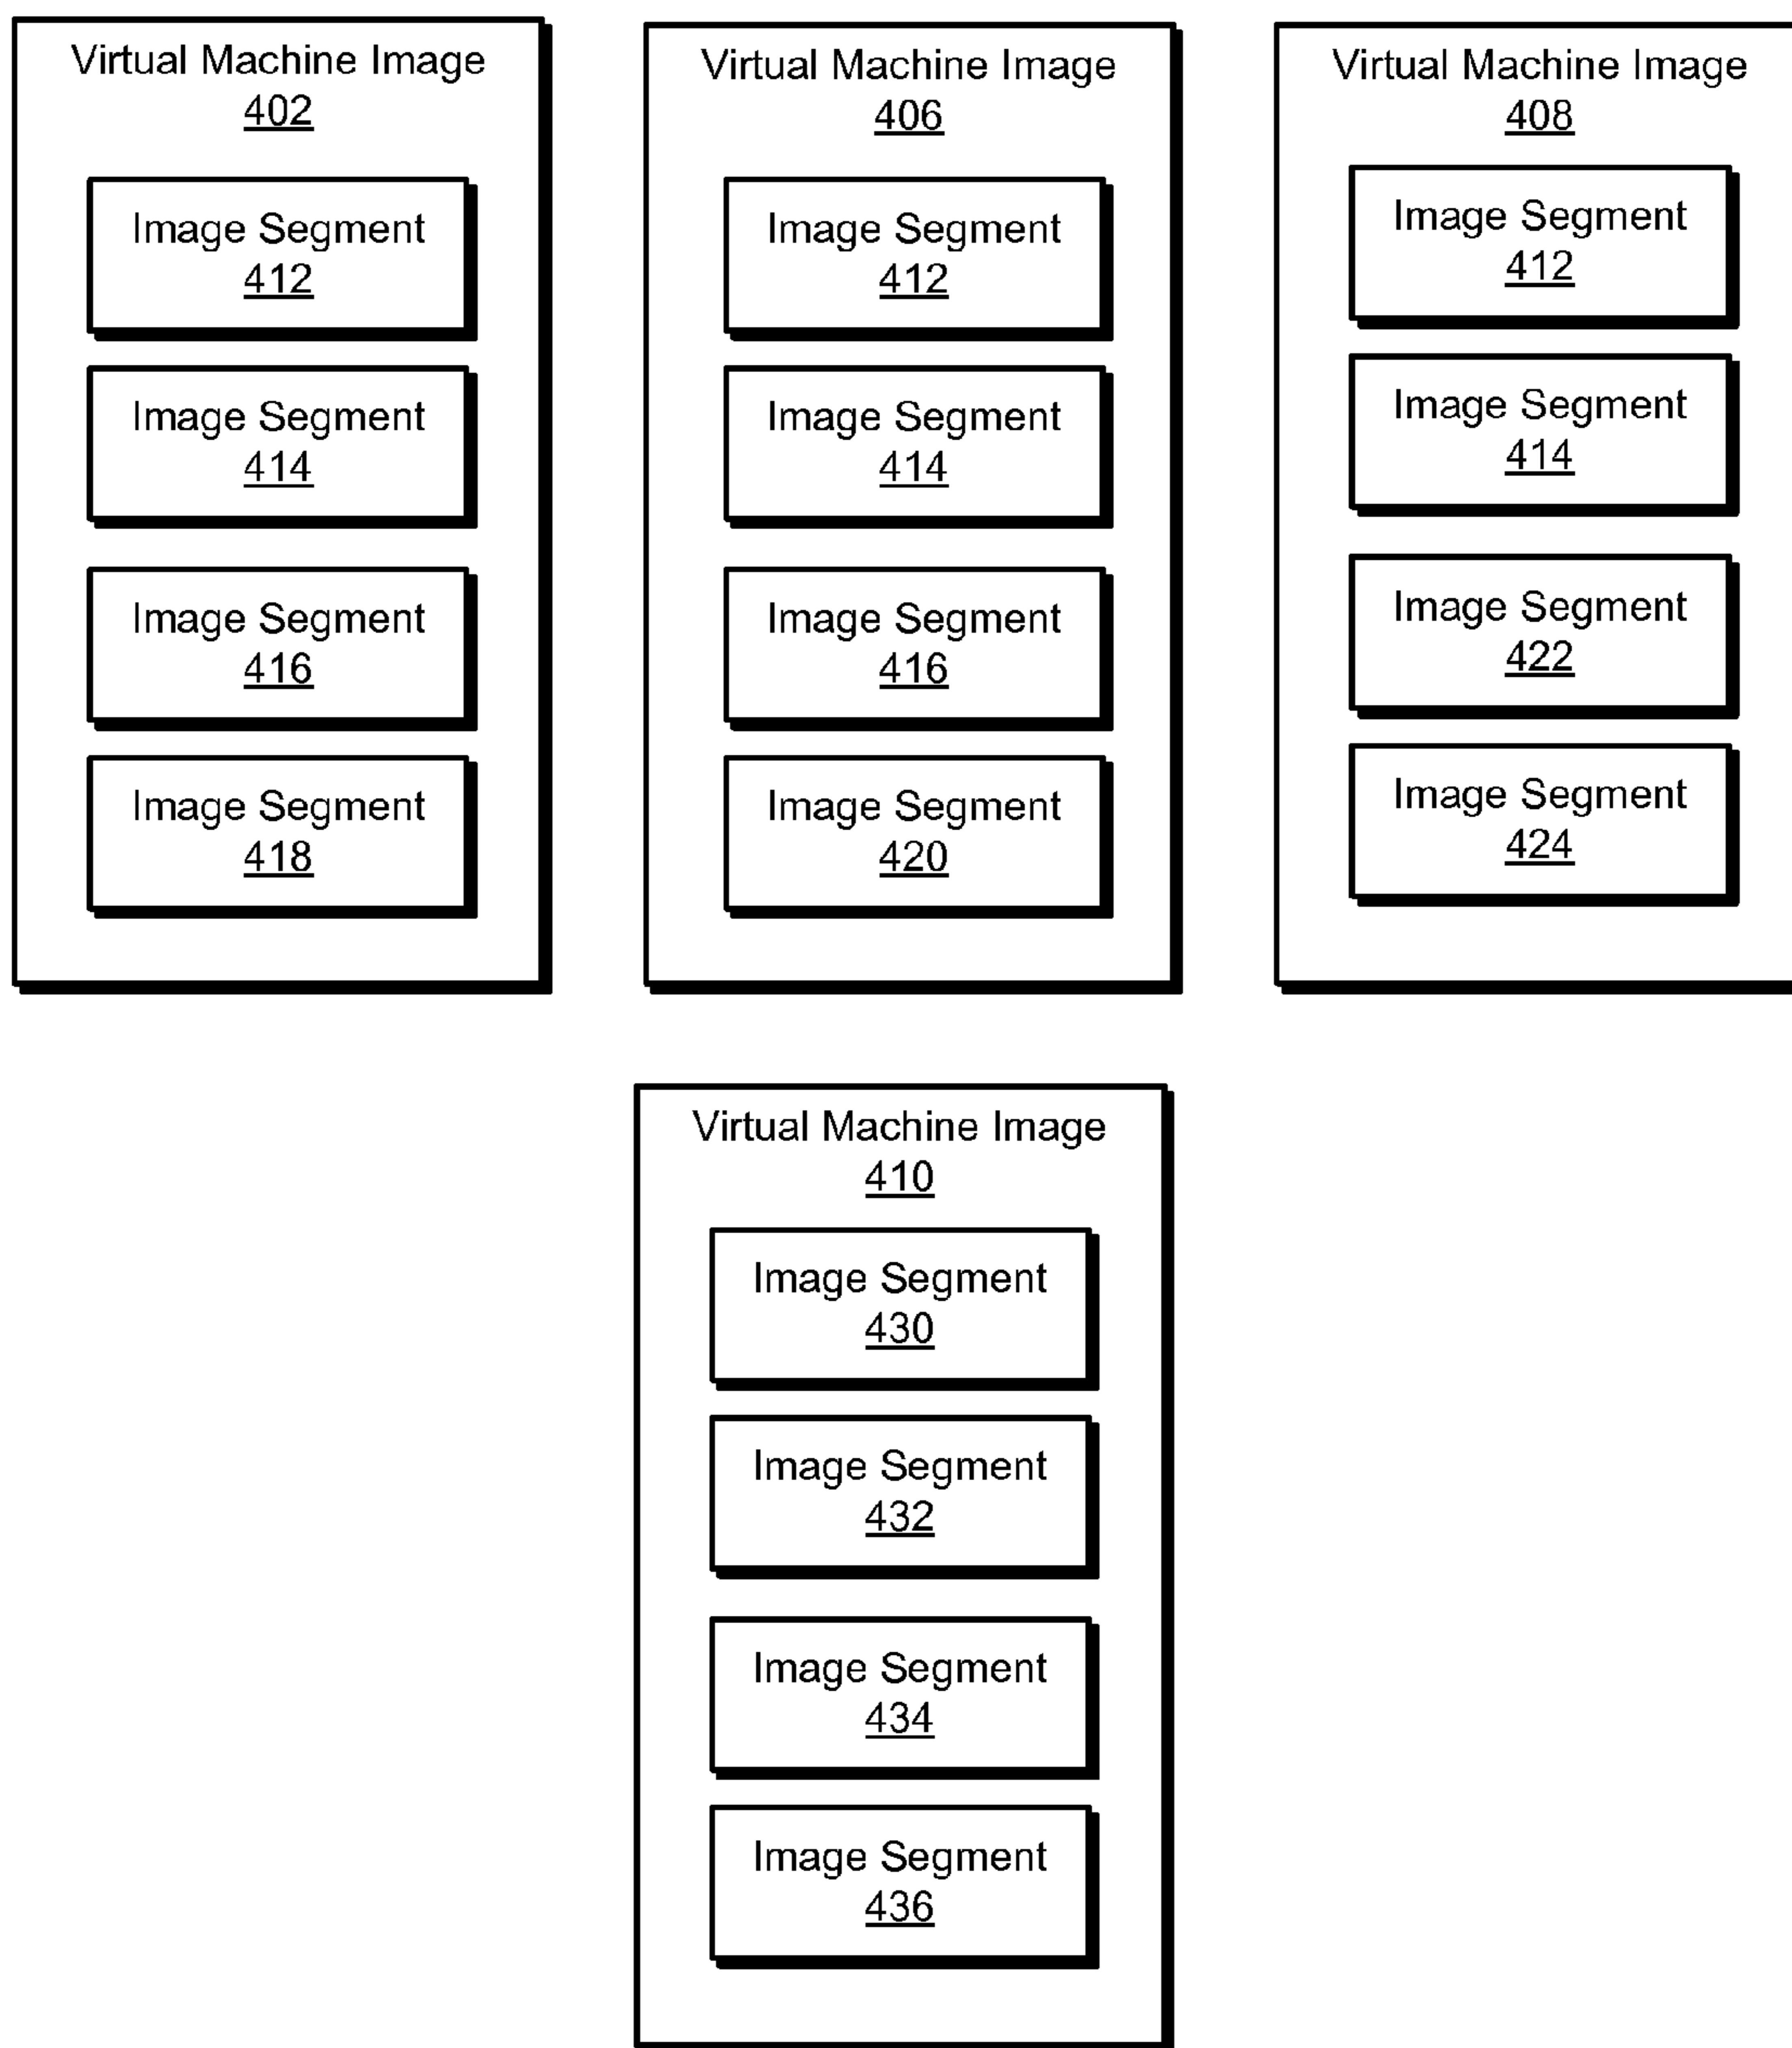 Virtual Machine Image
402
Image Segment
412
Image Segment
414
Image Segment
416
Image Segment
418
Virtual Machine Image
406
Image Segment
412
Image Segment
414
Image Segment
416
Image Segment
420
Virtual Machine Image
408
Image Segment
412
Image Segment
414
Image Segment
422
Image Segment
424
Virtual Machine Image
410
Image Segment
430
Image Segment
432
Image Segment
434
Image Segment
436